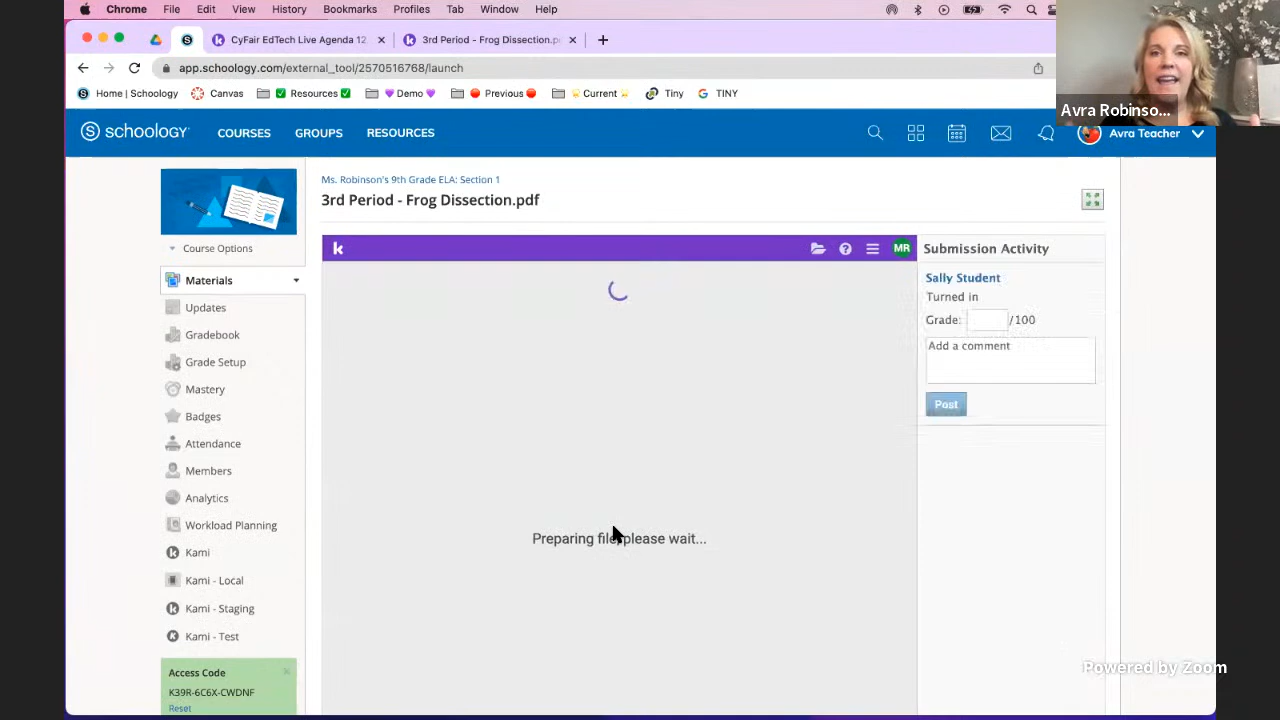 Chrome File Edit View History Bookmarks Profiles Tab Window Help
CyFair EdTech Live Agenda 12
3rd Period - Frog Dissection.p
app.schoology.com/external_tool/2570516768/launch
Home | Schoology Canvas Resources Demo Previous Current Tiny TINY
Avra Robinso...
schoology COURSES GROUPS RESOURCES Avra Teacher
Ms. Robinson's 9th Grade ELA: Section 1
3rd Period - Frog Dissection.pdf
Course Options
Materials
Updates
Gradebook
Grade Setup
Mastery
Badges
Attendance
Members
Analytics
Workload Planning
Kami
Kami - Local
Kami - Staging
Kami - Test
Access Code
K39R-6C6X-CWDNF
Reset
k MR
Preparing file, please wait...
Submission Activity
Sally Student
Turned in
Grade: /100
Add a comment
Post
Powered by Zoom